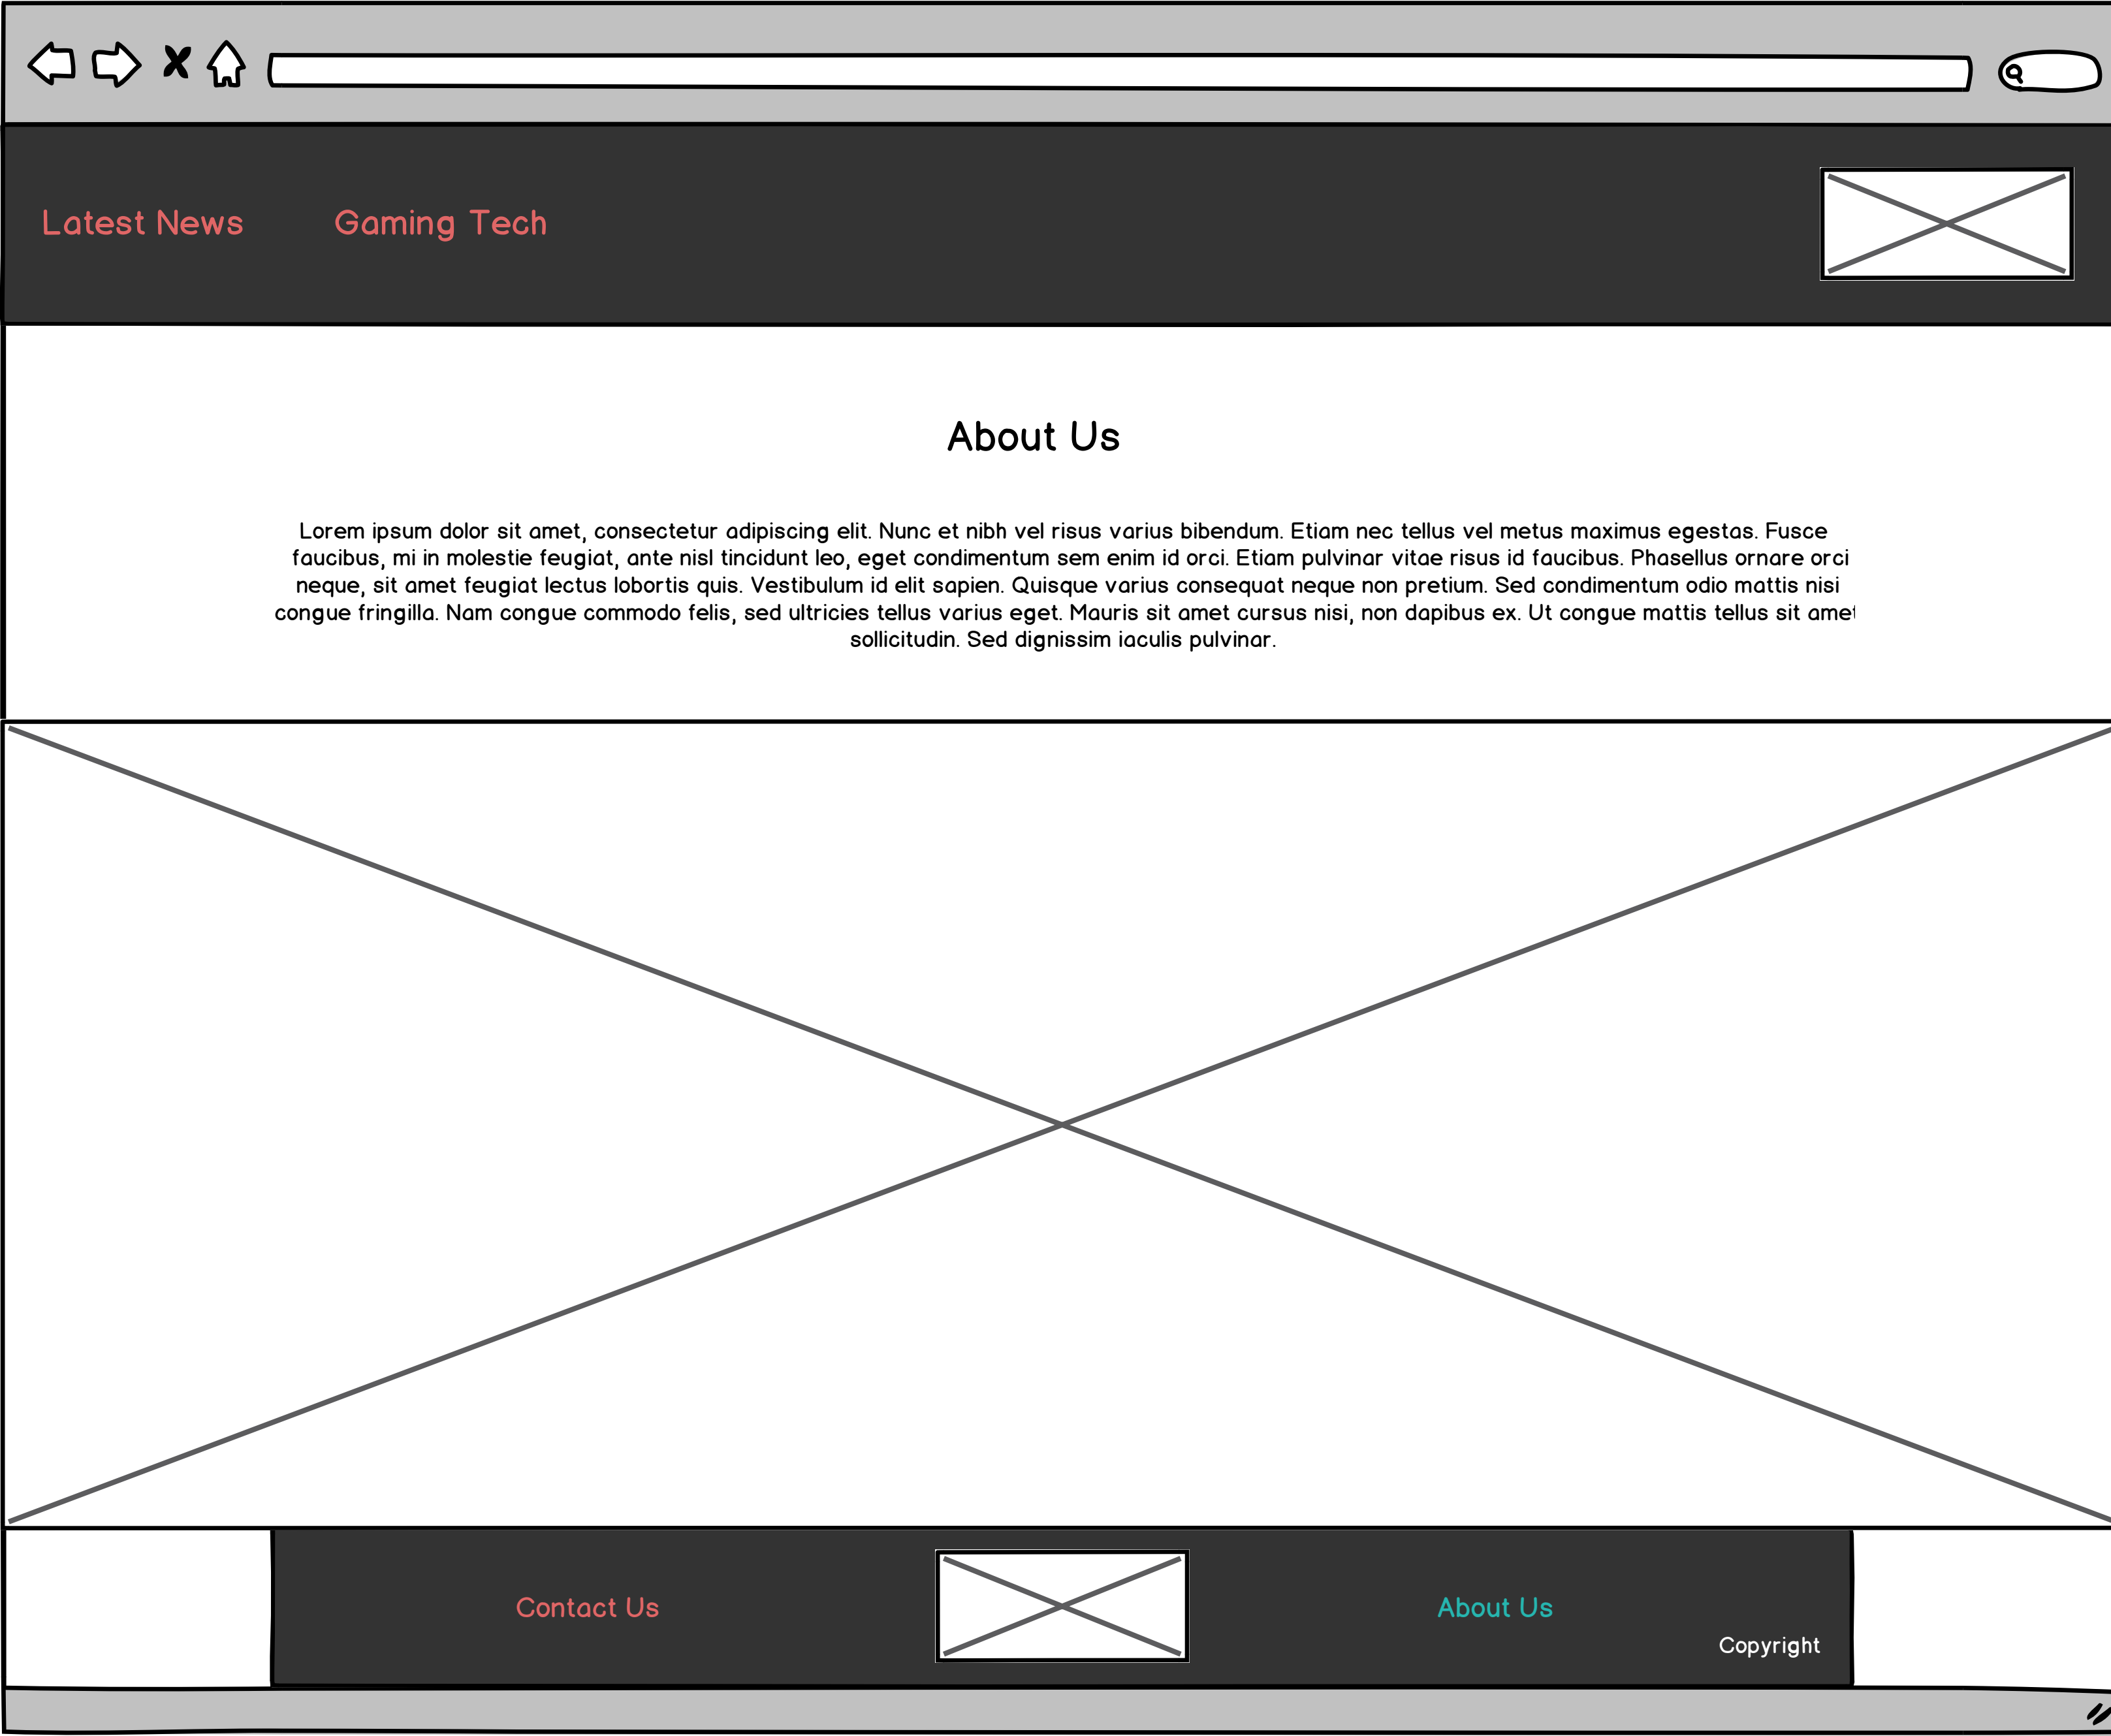 Latest News Gaming Tech
About Us
Lorem ipsum dolor sit amet, consectetur adipiscing elit. Nunc et nibh vel risus varius bibendum. Etiam nec tellus vel metus maximus egestas. Fusce
faucibus, mi in molestie feugiat, ante nisl tincidunt leo, eget condimentum sem enim id orci. Etiam pulvinar vitae risus id faucibus. Phasellus ornare orci
neque, sit amet feugiat lectus lobortis quis. Vestibulum id elit sapien. Quisque varius consequat neque non pretium. Sed condimentum odio mattis nisi
congue fringilla. Nam congue commodo felis, sed ultricies tellus varius eget. Mauris sit amet cursus nisi, non dapibus ex. Ut congue mattis tellus sit amet
sollicitudin. Sed dignissim iaculis pulvinar.
Contact Us About Us
Copyright